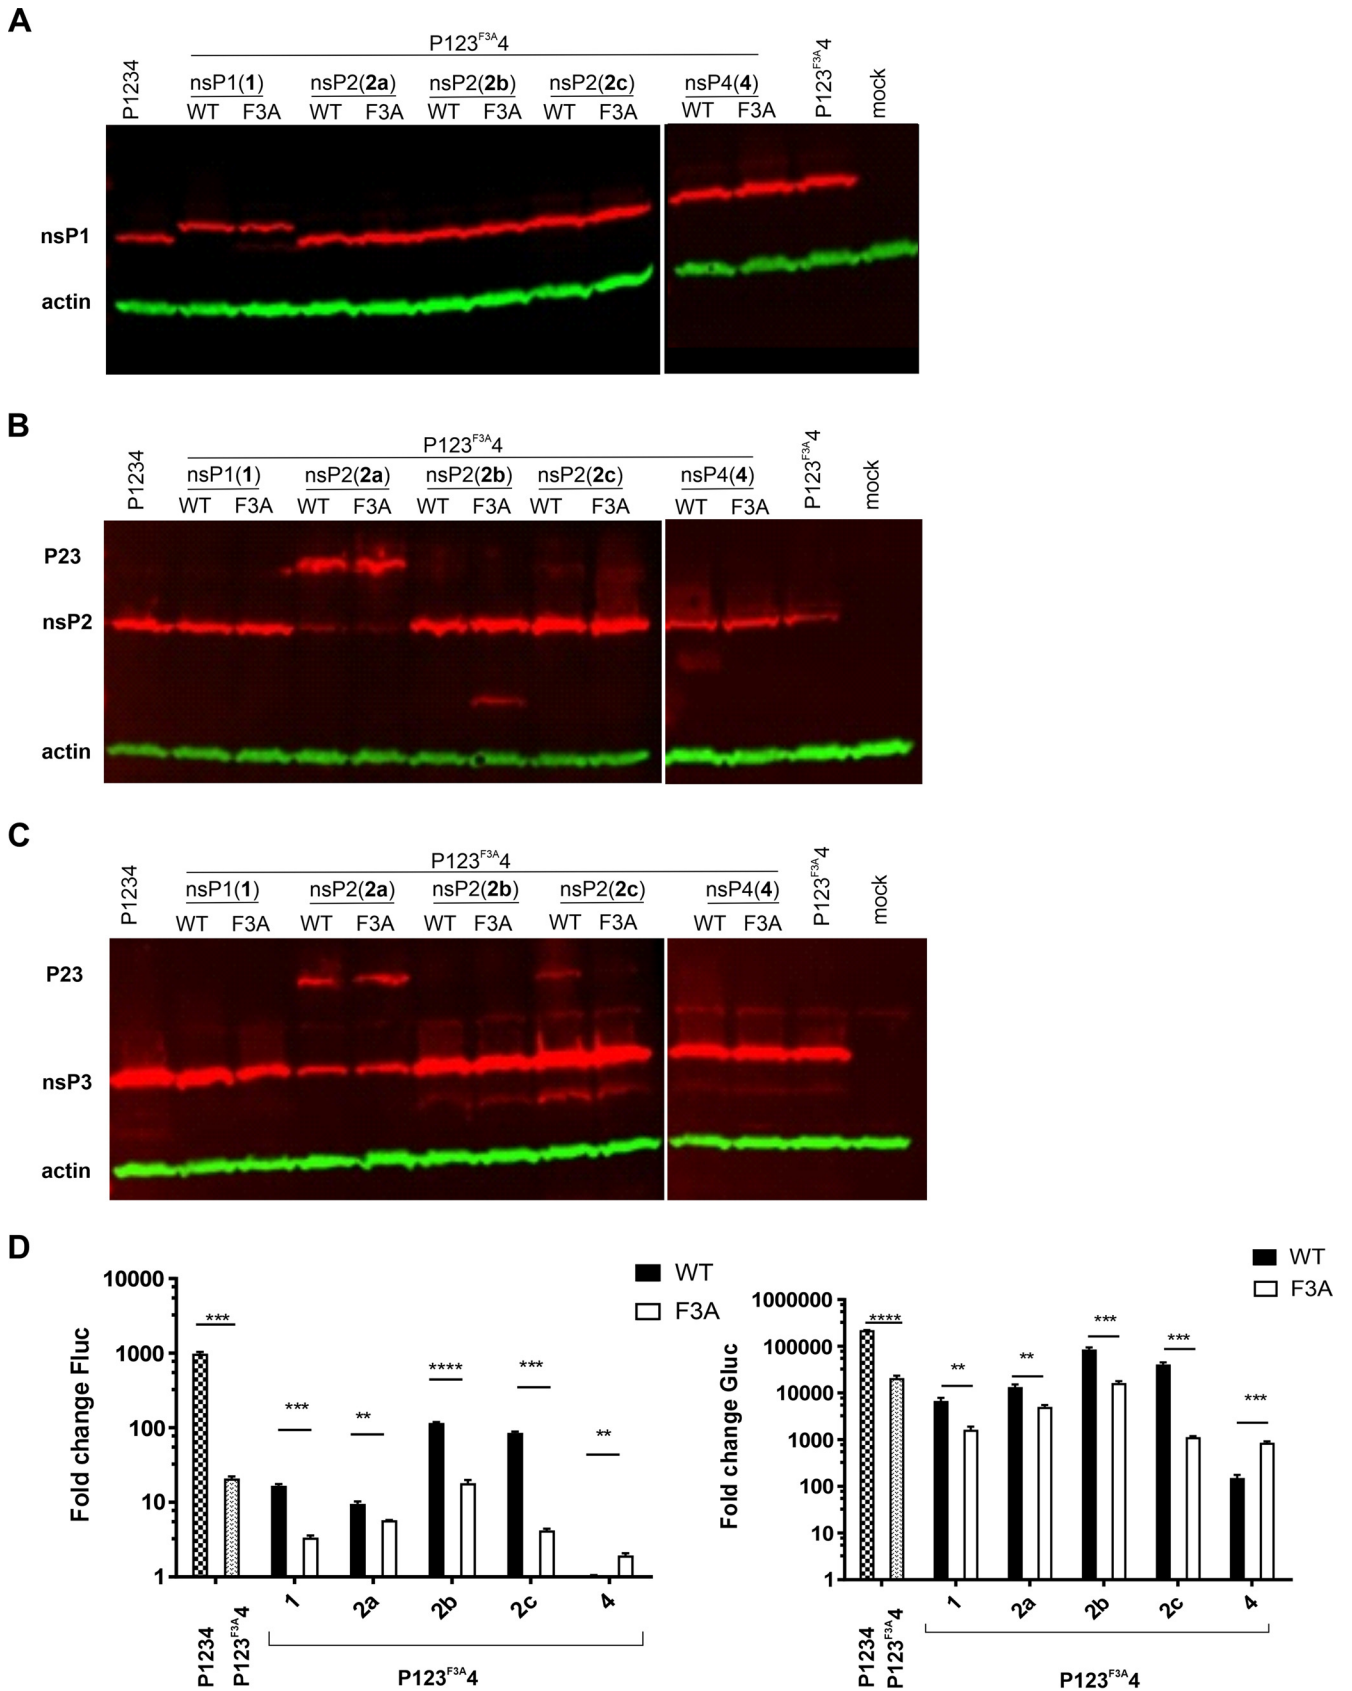 A
P123F3A4
P1234
nsP1(1)
nsP2(2a)
nsP2(2b)
nsP2(2c)
nsP4(4)
P123F3A4
mock
WT F3A WT F3A WT F3A WT F3A WT F3A
nsP1
actin
B
P123F3A4
P1234
nsP1(1)
nsP2(2a)
nsP2(2b)
nsP2(2c)
nsP4(4)
P123F3A4
mock
WT F3A WT F3A WT F3A WT F3A WT F3A
P23
nsP2
actin
C
P123F3A4
P1234
nsP1(1)
nsP2(2a)
nsP2(2b)
nsP2(2c)
nsP4(4)
P123F3A4
mock
WT F3A WT F3A WT F3A WT F3A WT F3A
P23
nsP3
actin
D
Fold change Fluc
10000
1000
100
10
1
WT
F3A
***
***
**
****
***
**
P1234
P123F3A4
1
2a
2b
2c
4
P123F3A4
Fold change Gluc
1000000
100000
10000
1000
100
10
1
WT
F3A
****
**
**
***
***
***
P1234
P123F3A4
1
2a
2b
2c
4
P123F3A4